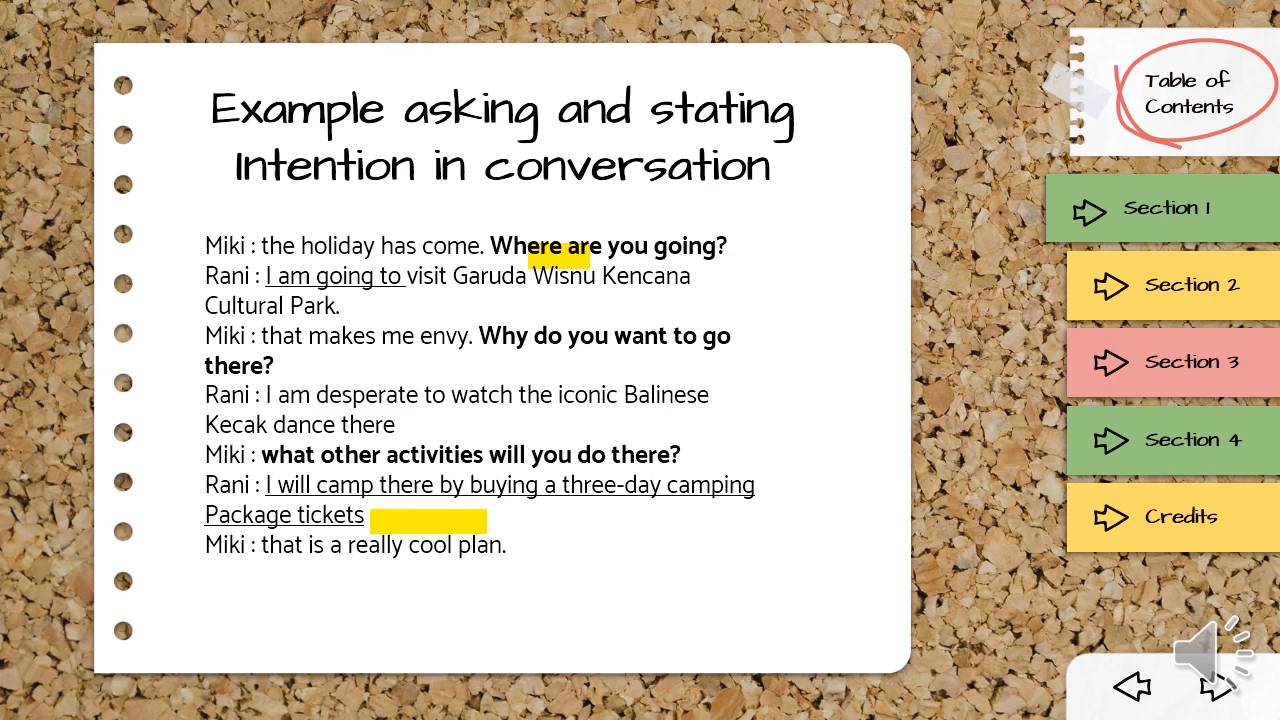 Example asking and stating
Intention in conversation
Miki : the holiday has come. Where are you going?
Rani : I am going to visit Garuda Wisnu Kencana
Cultural Park.
Miki : that makes me envy. Why do you want to go
there?
Rani : I am desperate to watch the iconic Balinese
Kecak dance there
Miki : what other activities will you do there?
Rani : I will camp there by buying a three-day camping
Package tickets
Miki : that is a really cool plan.
Table of
Contents
Section 1
Section 2
Section 3
Section 4
Credits